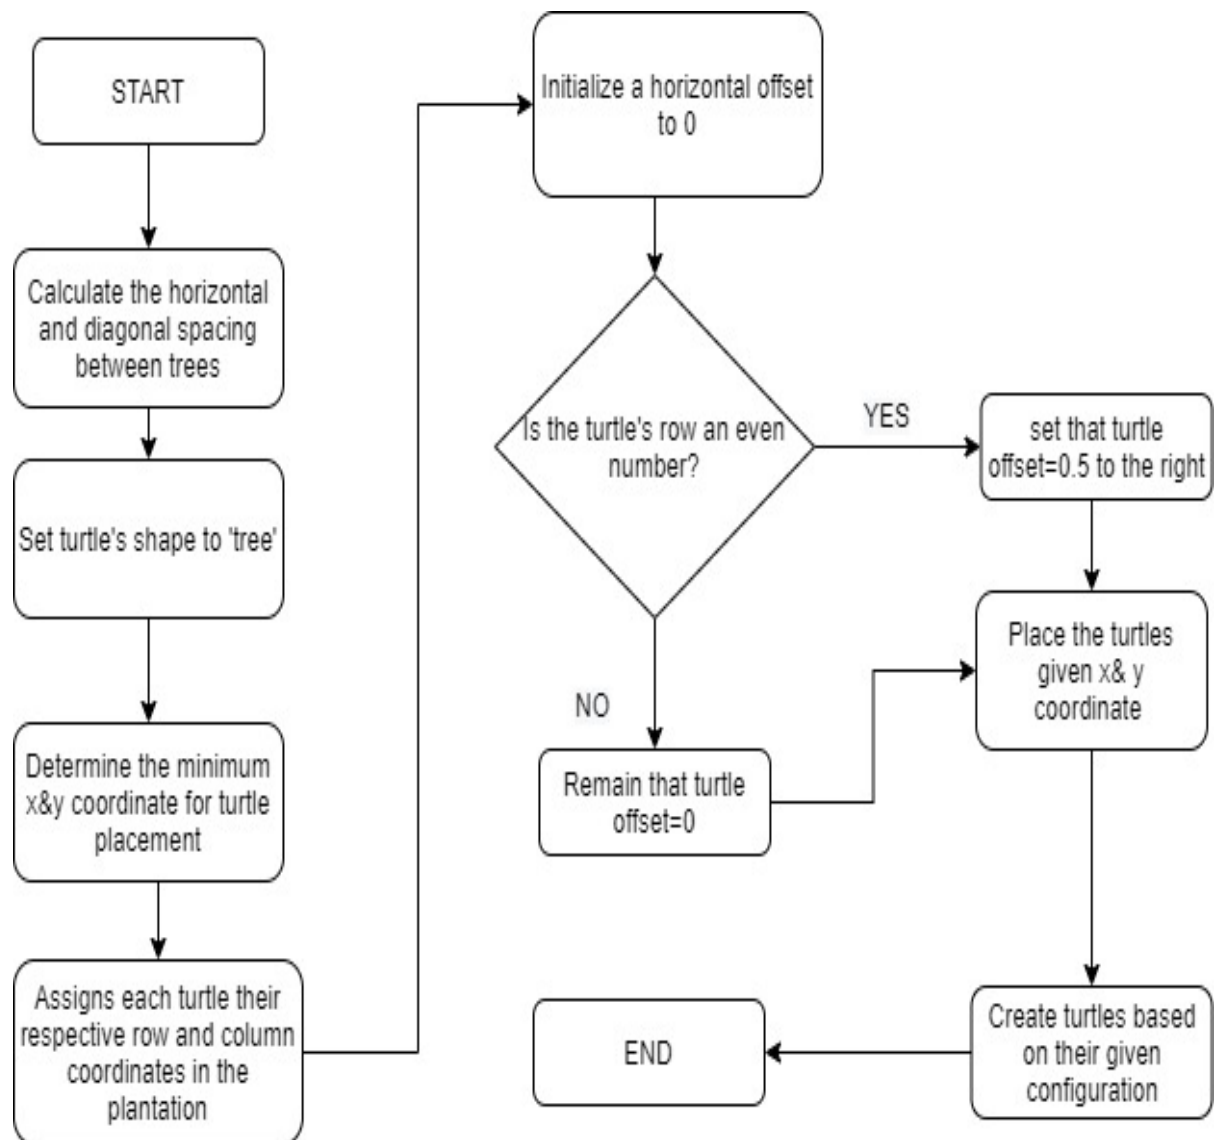 START
Calculate the horizontal
and diagonal spacing
between trees
Set turtle's shape to 'tree'
Determine the minimum
x&y coordinate for turtle
placement
Assigns each turtle their
respective row and column
coordinates in the
plantation
Initialize a horizontal offset
to 0
Is the turtle's row an even
number?
YES
set that turtle
offset=0.5 to the right
NO
Remain that turtle
offset=0
Place the turtles
given x& y
coordinate
Create turtles based
on their given
configuration
END